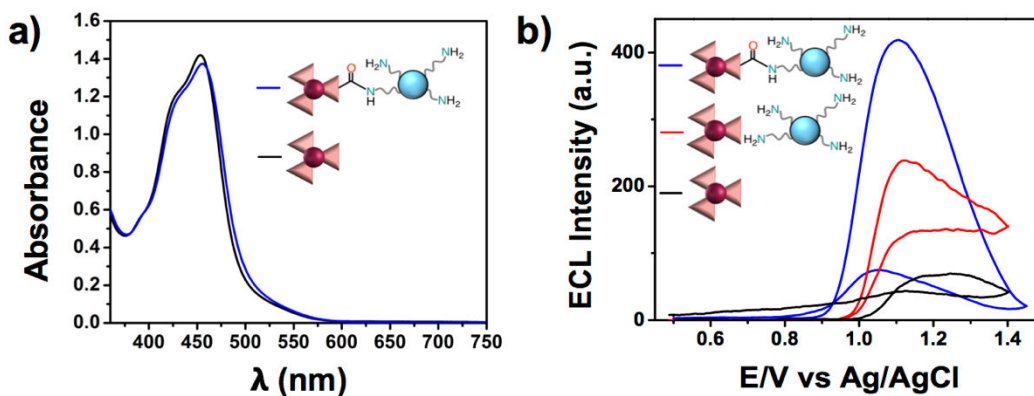 a)
Absorbance
1.6
1.4
1.2
1.0
0.8
0.6
0.4
0.2
0.0
400 450 500 550 600 650 700 750
λ (nm)
O
N
H
H₂N
NH₂
NH₂
b)
ECL Intensity (a.u.)
400
200
0
0.6 0.8 1.0 1.2 1.4
E/V vs Ag/AgCl
O
N
H
H₂N
NH₂
NH₂
H₂N
NH₂
H₂N
NH₂